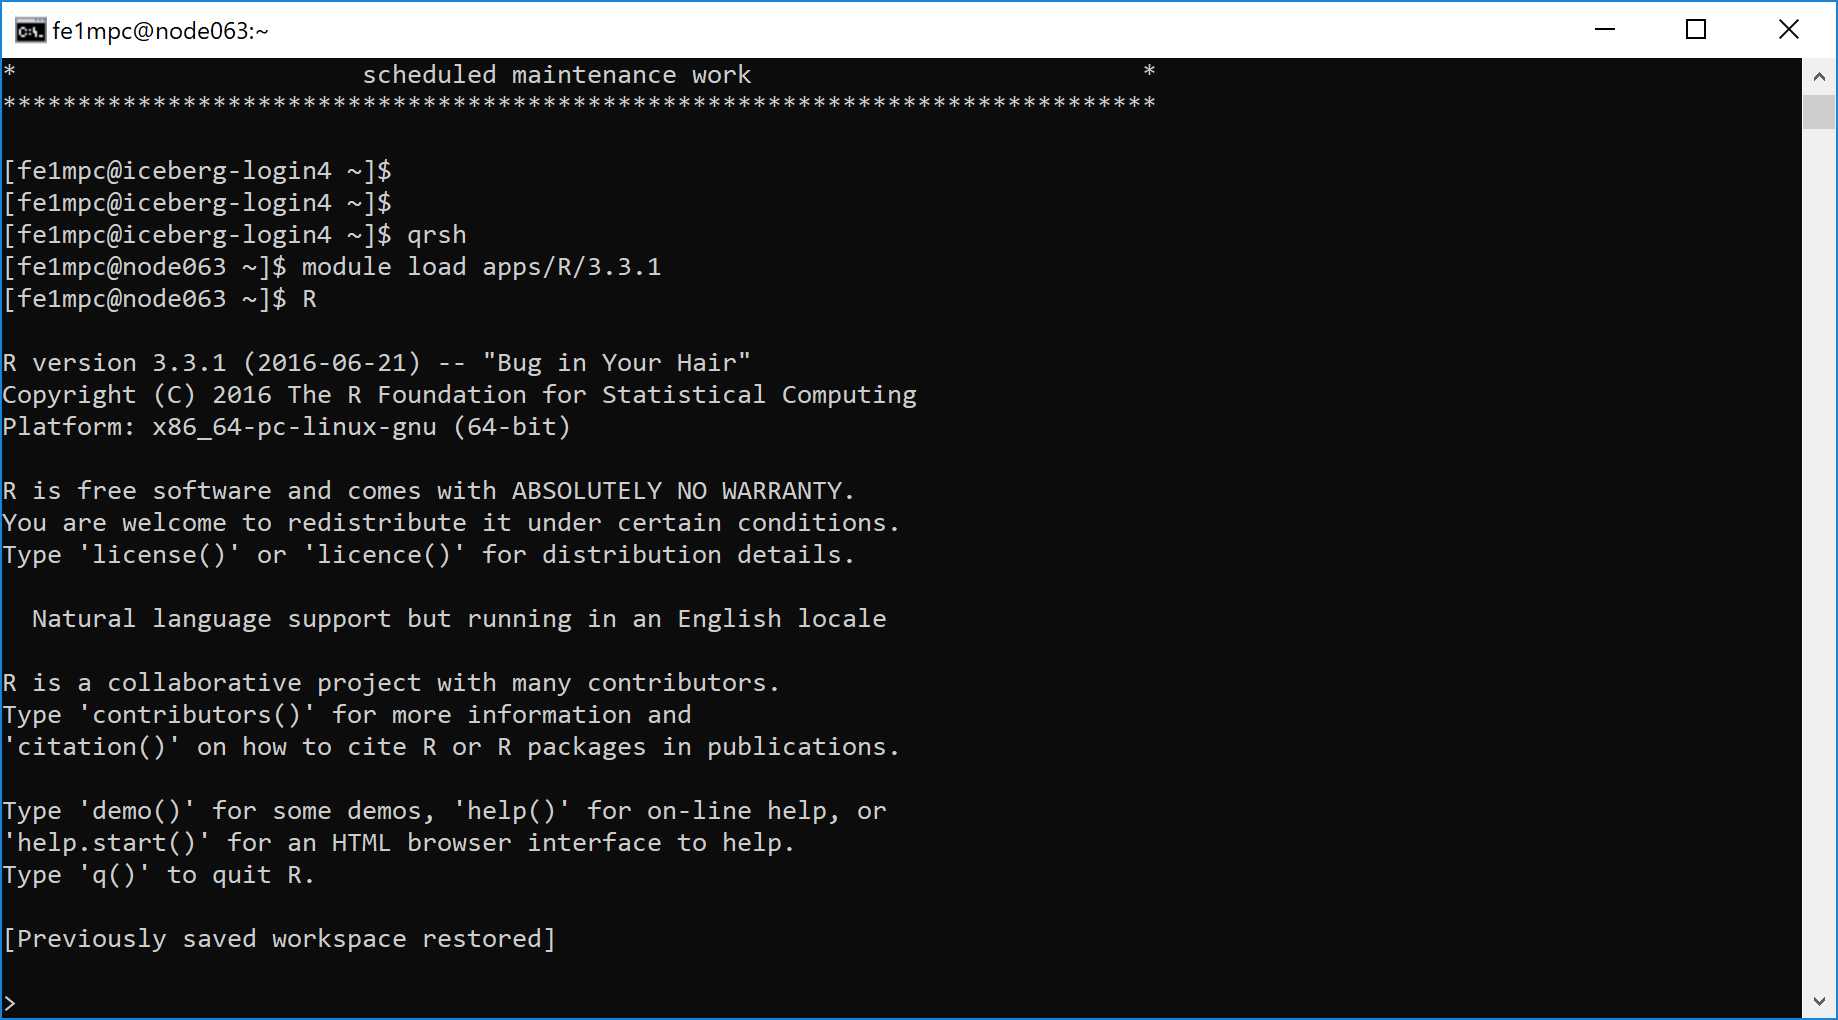 fe1mpc@node063:~
* scheduled maintenance work *
*****************************************************************************
[fe1mpc@iceberg-login4 ~]$
[fe1mpc@iceberg-login4 ~]$
[fe1mpc@iceberg-login4 ~]$ qrsh
[fe1mpc@node063 ~]$ module load apps/R/3.3.1
[fe1mpc@node063 ~]$ R
R version 3.3.1 (2016-06-21) -- "Bug in Your Hair"
Copyright (C) 2016 The R Foundation for Statistical Computing
Platform: x86_64-pc-linux-gnu (64-bit)
R is free software and comes with ABSOLUTELY NO WARRANTY.
You are welcome to redistribute it under certain conditions.
Type 'license()' or 'licence()' for distribution details.
Natural language support but running in an English locale
R is a collaborative project with many contributors.
Type 'contributors()' for more information and
'citation()' on how to cite R or R packages in publications.
Type 'demo()' for some demos, 'help()' for on-line help, or
'help.start()' for an HTML browser interface to help.
Type 'q()' to quit R.
[Previously saved workspace restored]
>